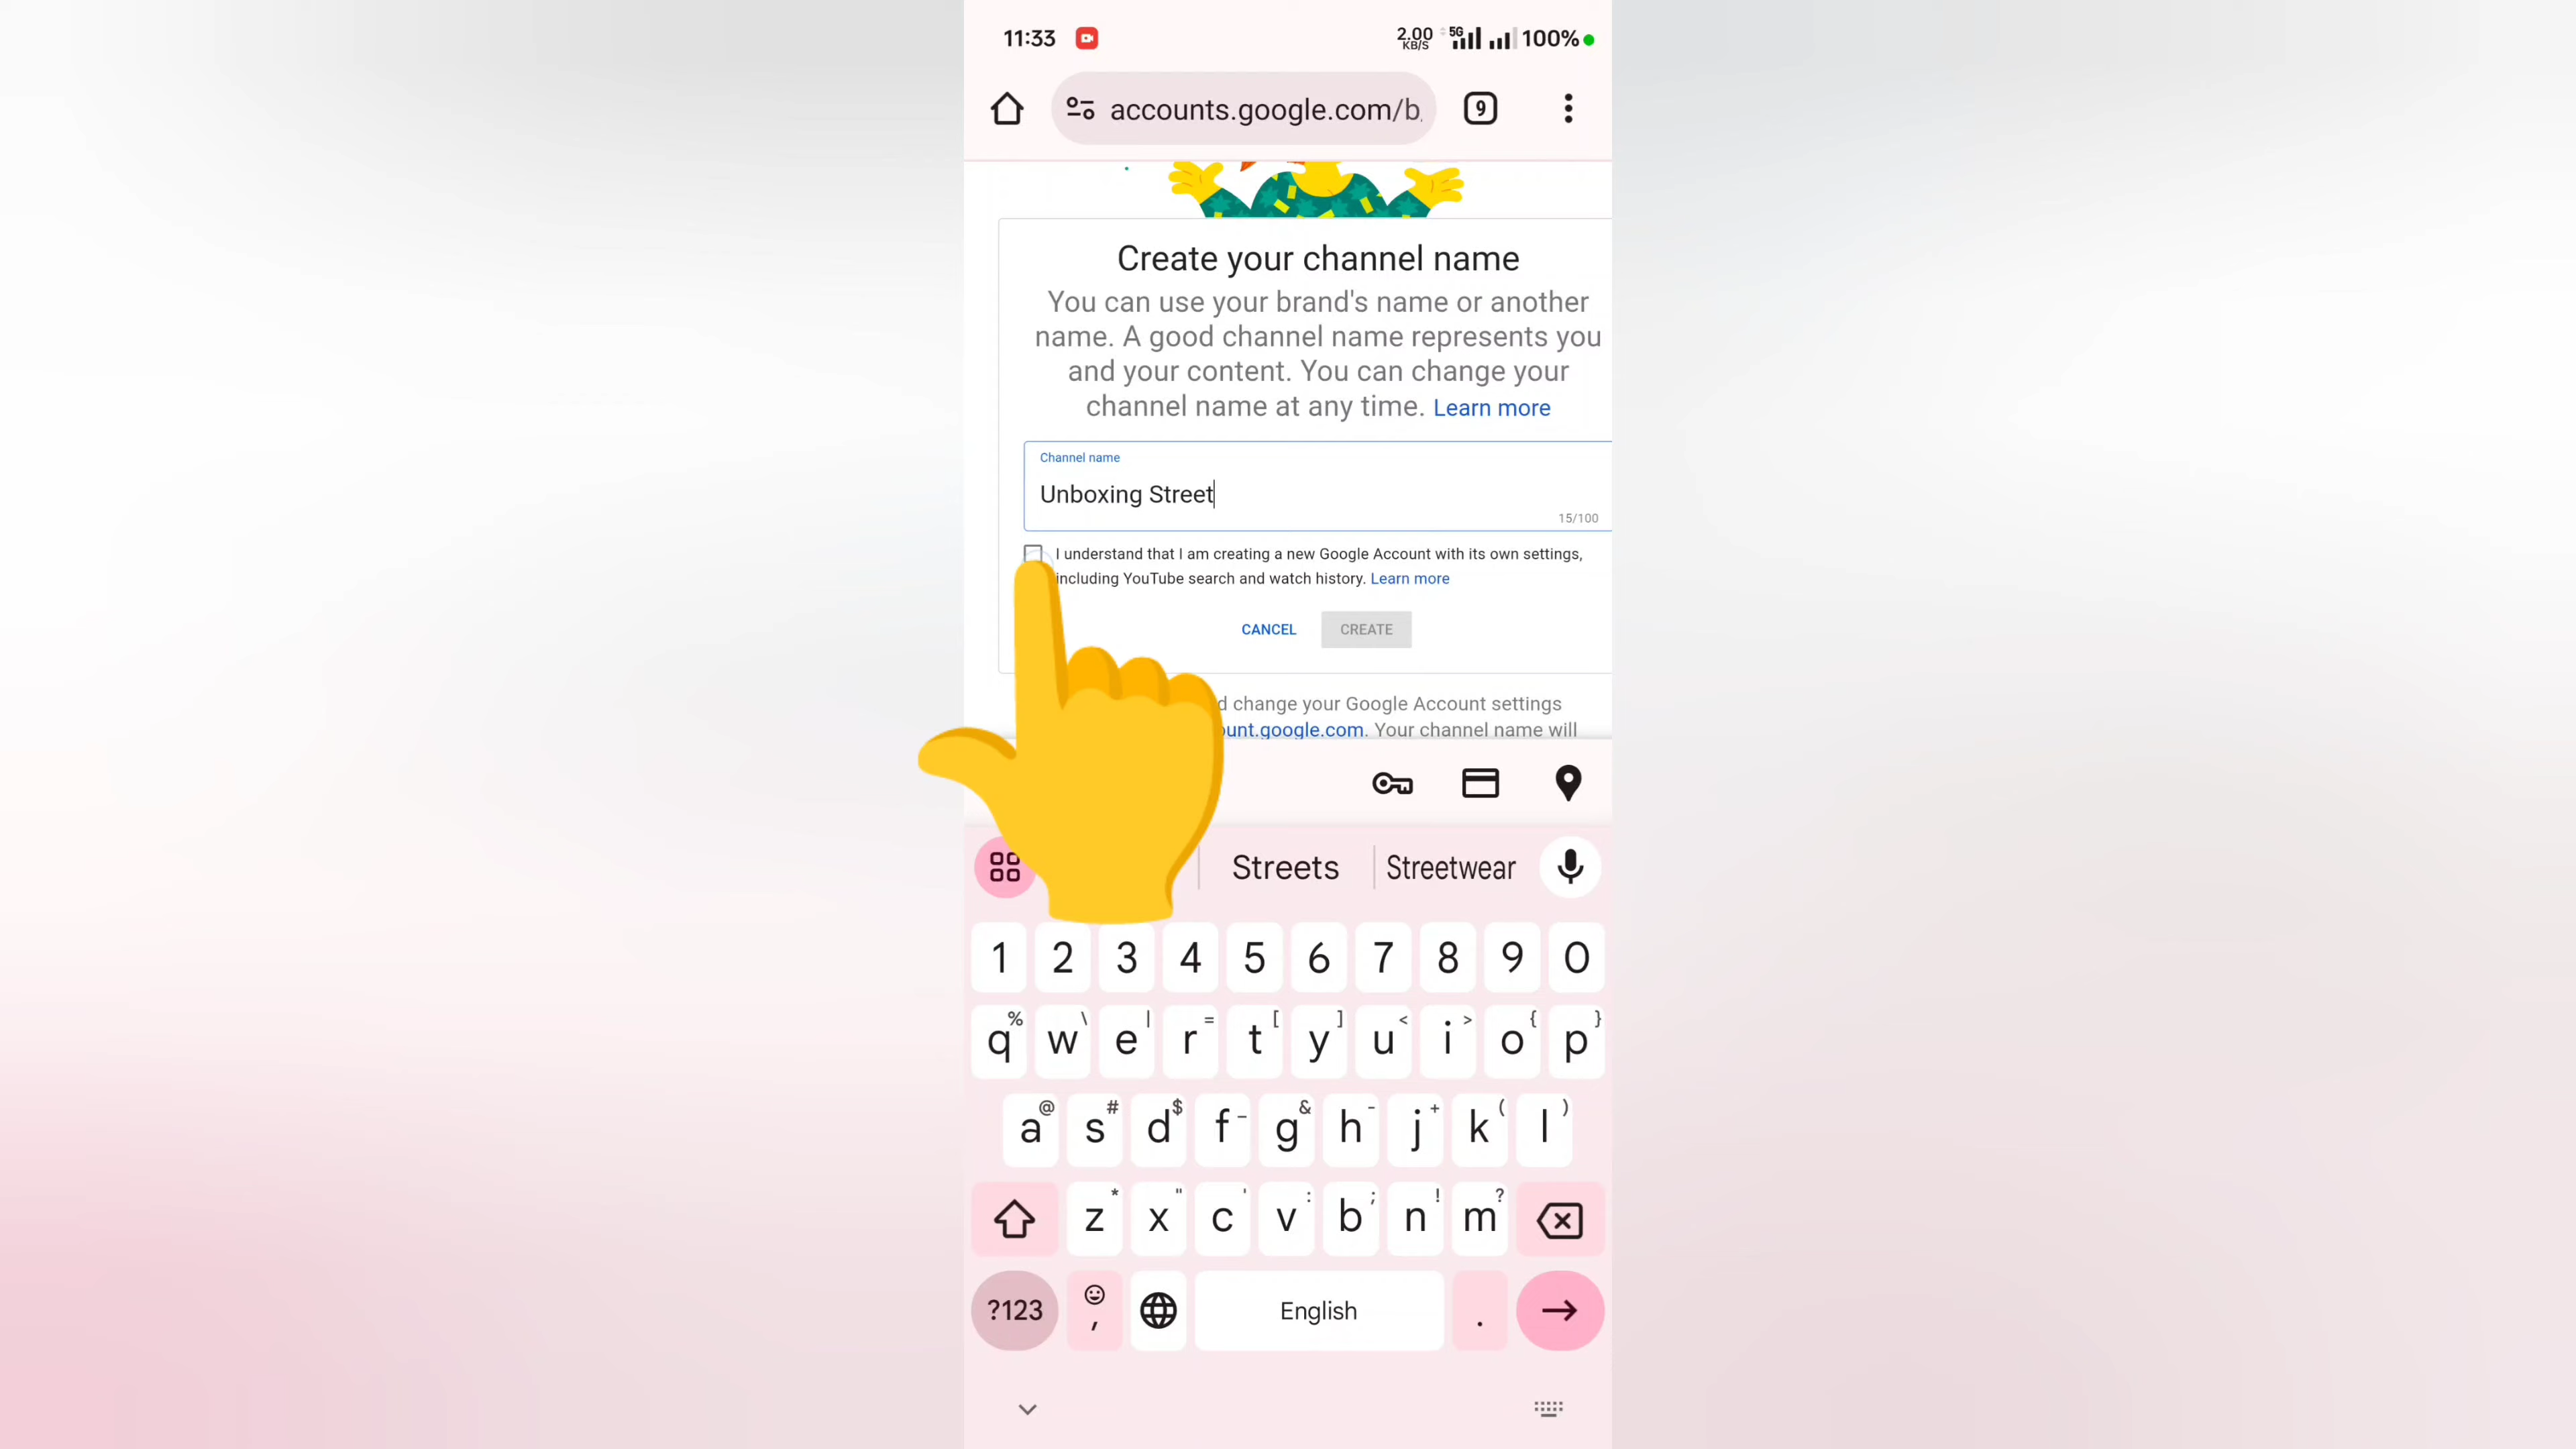 11:33
2.00 KB/S 5G 100%
accounts.google.com/b
9
Create your channel name
You can use your brand's name or another
name. A good channel name represents you
and your content. You can change your
channel name at any time. Learn more
Channel name
Unboxing Street
15/100
I understand that I am creating a new Google Account with its own settings,
including YouTube search and watch history. Learn more
CANCEL CREATE
change your Google Account settings
google.com. Your channel name will
Streets Streetwear
1 2 3 4 5 6 7 8 9 0
% \ | = [ ] < > { }
q w e r t y u i o p
@ # $ _ & - + ( )
a s d f g h j k l
* " ' : ; ! ?
z x c v b n m
?123 , English .